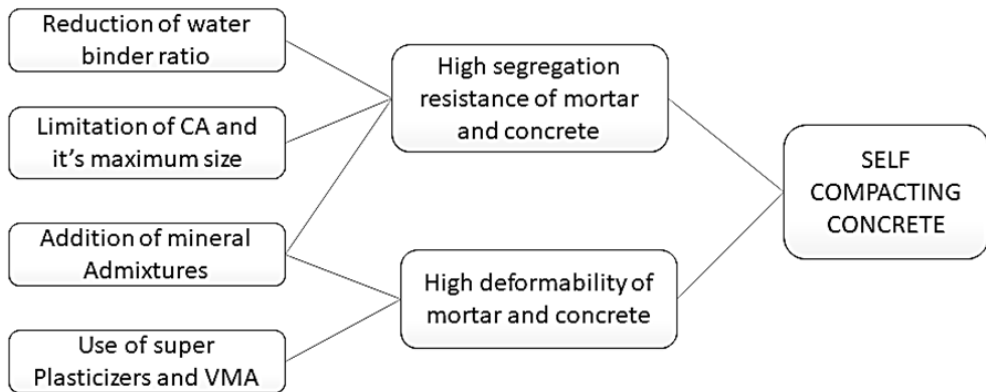 Reduction of water
binder ratio
Limitation of CA and
it's maximum size
Addition of mineral
Admixtures
Use of super
Plasticizers and VMA
High segregation
resistance of mortar
and concrete
High deformability of
mortar and concrete
SELF
COMPACTING
CONCRETE